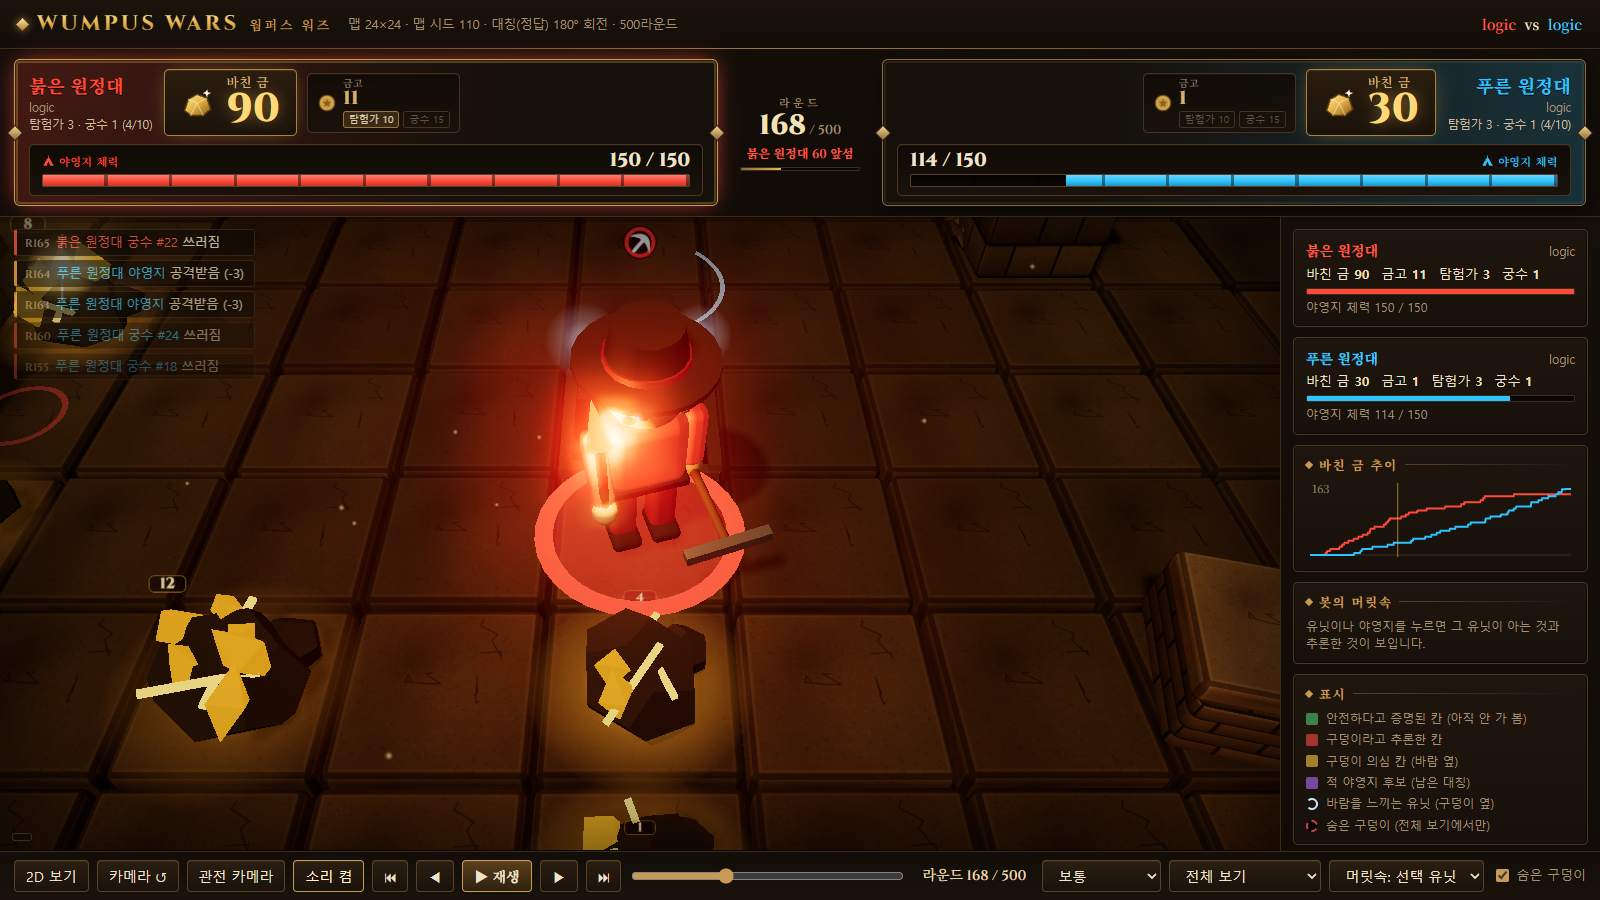 WUMPUS WARS 웜퍼스 워즈 맵 24×24 · 맵 시드 110 · 대칭(정답) 180° 회전 · 500라운드
logic vs logic
붉은 원정대
logic
탐험가 3 · 궁수 1 (4/10)
바친 금
90
금고
11
탐험가 10 궁수 15
야영지 체력 150 / 150
라운드
168 / 500
붉은 원정대 60 앞섬
금고
1
탐험가 10 궁수 15
바친 금
30
푸른 원정대
logic
탐험가 3 · 궁수 1 (4/10)
114 / 150 야영지 체력
8
R165 붉은 원정대 궁수 #22 쓰러짐
R164 푸른 원정대 야영지 공격받음 (-3)
R163 푸른 원정대 야영지 공격받음 (-3)
R160 푸른 원정대 궁수 #24 쓰러짐
R155 푸른 원정대 궁수 #18 쓰러짐
12
4
1
붉은 원정대 logic
바친 금 90 금고 11 탐험가 3 궁수 1
야영지 체력 150 / 150
푸른 원정대 logic
바친 금 30 금고 1 탐험가 3 궁수 1
야영지 체력 114 / 150
바친 금 추이
163
봇의 머릿속
유닛이나 야영지를 누르면 그 유닛이 아는 것과
추론한 것이 보입니다.
표시
안전하다고 증명된 칸 (아직 안 가 봄)
구덩이라고 추론한 칸
구덩이 의심 칸 (바람 옆)
적 야영지 후보 (남은 대칭)
바람을 느끼는 유닛 (구덩이 옆)
숨은 구덩이 (전체 보기에서만)
2D 보기 카메라 ↺ 관전 카메라 소리 켬 ⏮ ◀ ▶ 재생 ▶ ⏭ 라운드 168 / 500 보통 전체 보기 머릿속: 선택 유닛 숨은 구덩이